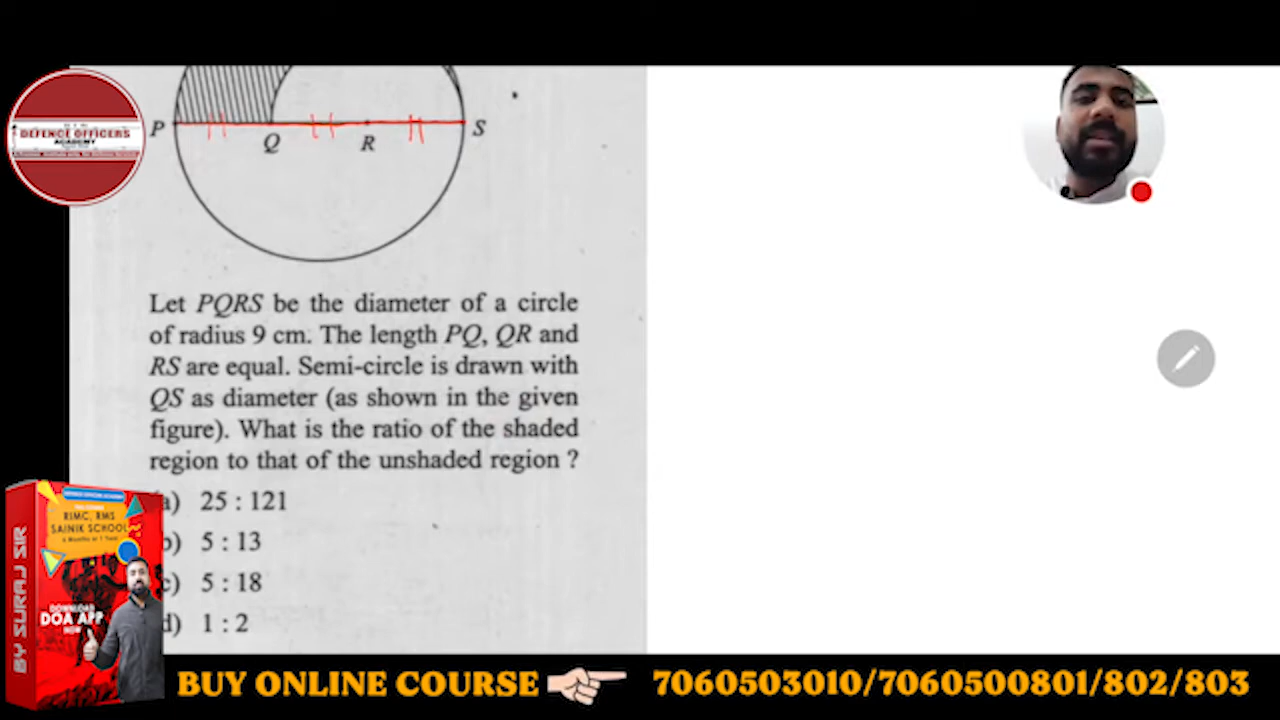 DEFENCE OFFICERS
ACADEMY
P
Q
R
S
Let PQRS be the diameter of a circle
of radius 9 cm. The length PQ, QR and
RS are equal. Semi-circle is drawn with
QS as diameter (as shown in the given
figure). What is the ratio of the shaded
region to that of the unshaded region ?
a) 25 : 121
b) 5 : 13
c) 5 : 18
d) 1 : 2
BY SURAJ SIR
RIMC, RMS
SAINIK SCHOOL
DOWNLOAD
DOA APP
NOW
BUY ONLINE COURSE
7060503010/7060500801/802/803